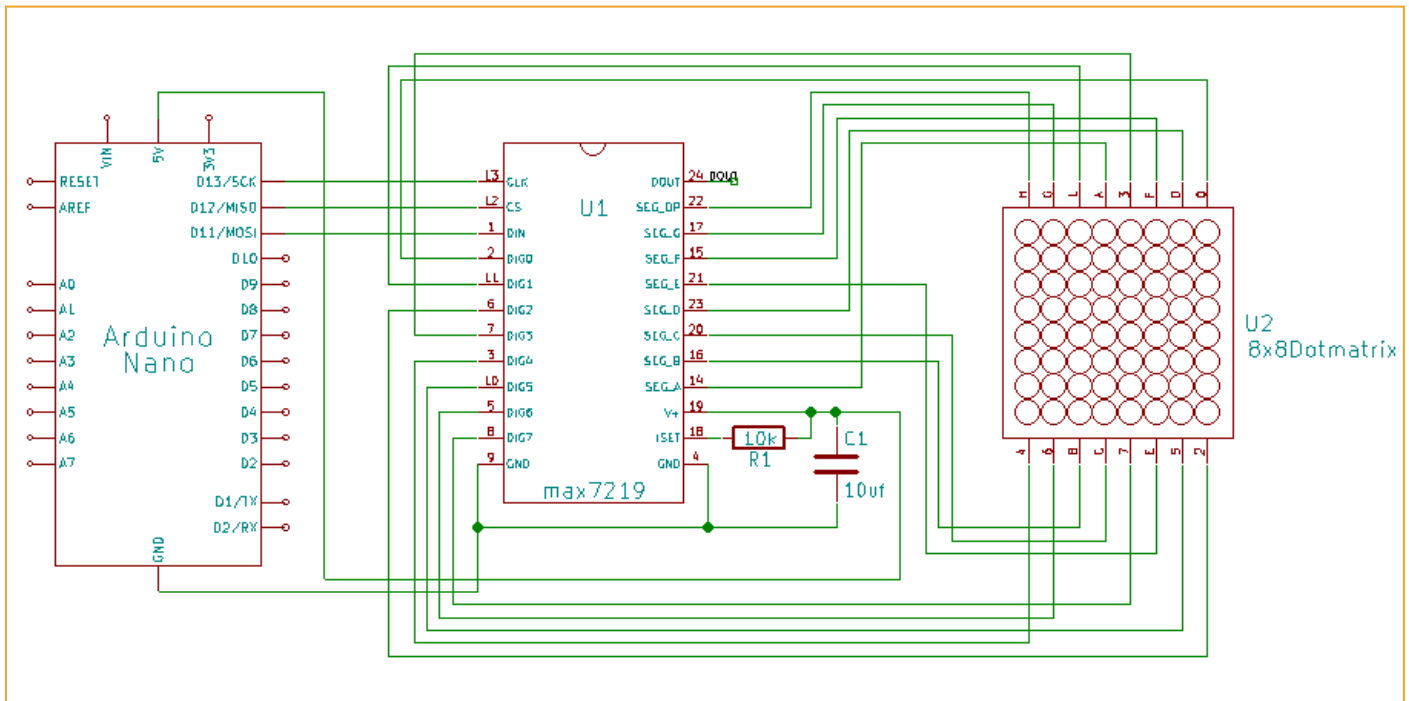 VIN
5V
3V3
RESET
AREF
A0
A1
A2
A3
A4
A5
A6
A7
Arduino
Nano
D13/SCK
D12/MISO
D11/MOSI
D10
D9
D8
D7
D6
D5
D4
D3
D2
D1/TX
D2/RX
GND
13 CLK
12 CS
1 DIN
2 DIG0
11 DIG1
6 DIG2
7 DIG3
3 DIG4
10 DIG5
5 DIG6
8 DIG7
9 GND
U1
max7219
DOUT 24 DOUT
SEG_DP 22
SEG_G 17
SEG_F 15
SEG_E 21
SEG_D 23
SEG_C 20
SEG_B 16
SEG_A 14
V+ 19
ISET 18
GND 4
10k
R1
C1
10uf
H G 1 A 3 F D 0
4 6 B C 7 E 5 2
U2
8x8Dotmatrix